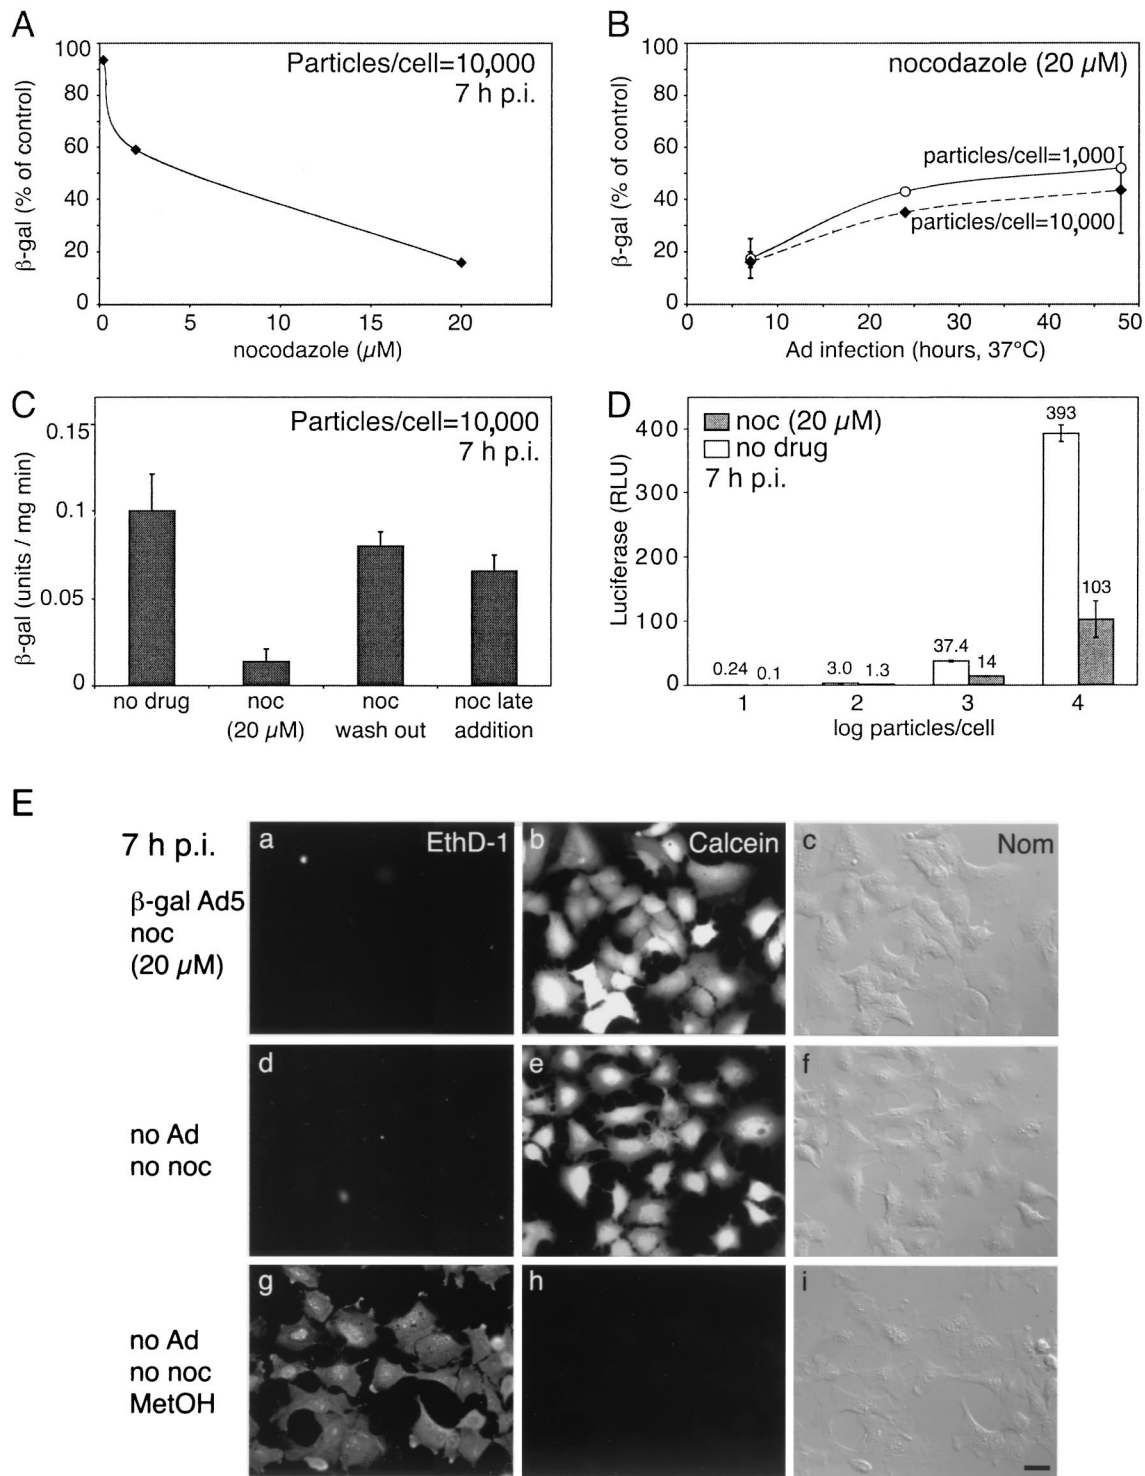 A
β-gal (% of control)
100
80
60
40
20
0
Particles/cell=10,000
7 h p.i.
0 5 10 15 20
nocodazole (µM)
B
β-gal (% of control)
100
80
60
40
20
0
nocodazole (20 µM)
particles/cell=1,000
particles/cell=10,000
0 10 20 30 40 50
Ad infection (hours, 37°C)
C
β-gal (units / mg min)
0.15
0.1
0.05
0
Particles/cell=10,000
7 h p.i.
no drug
noc
(20 µM)
noc
wash out
noc late
addition
D
Luciferase (RLU)
400
300
200
100
0
noc (20 µM)
no drug
7 h p.i.
0.24 0.1
3.0 1.3
37.4 14
393 103
1 2 3 4
log particles/cell
E
7 h p.i.
β-gal Ad5
noc
(20 µM)
a EthD-1
b Calcein
c Nom
no Ad
no noc
d
e
f
no Ad
no noc
MetOH
g
h
i